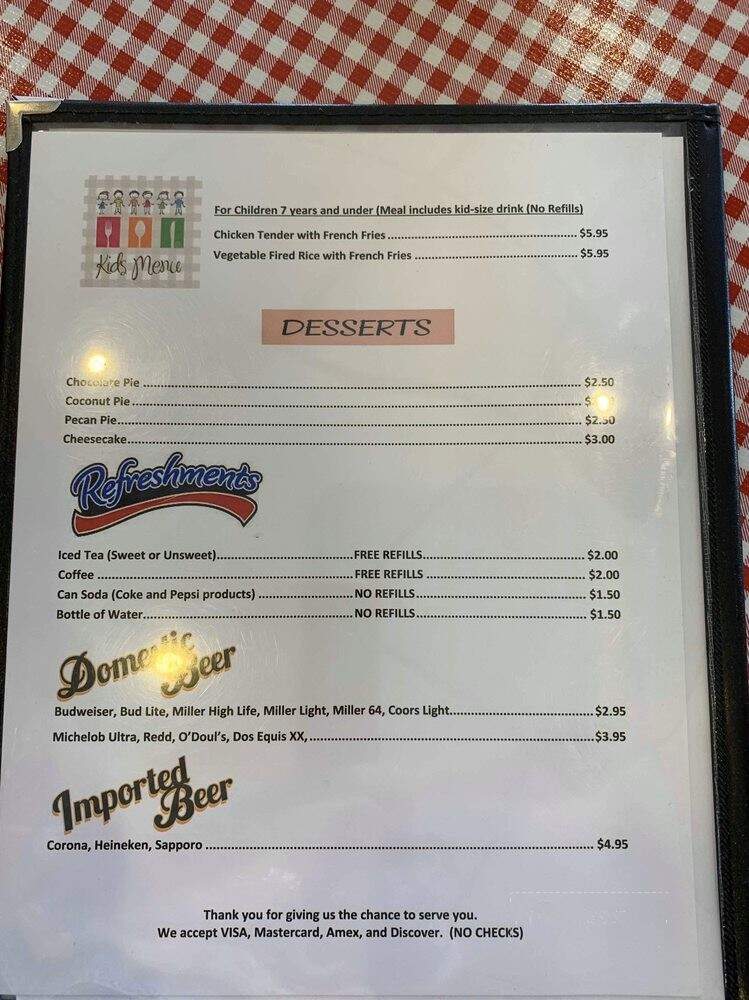 Kids Menu
For Children 7 years and under (Meal includes kid-size drink (No Refills)
Chicken Tender with French Fries ........ $5.95
Vegetable Fired Rice with French Fries ........ $5.95
DESSERTS
Chocolate Pie ........ $2.50
Coconut Pie ........ $
Pecan Pie ........ $2.50
Cheesecake ........ $3.00
Refreshments
Iced Tea (Sweet or Unsweet) ........ FREE REFILLS ........ $2.00
Coffee ........ FREE REFILLS ........ $2.00
Can Soda (Coke and Pepsi products) ........ NO REFILLS ........ $1.50
Bottle of Water ........ NO REFILLS ........ $1.50
Domestic Beer
Budweiser, Bud Lite, Miller High Life, Miller Light, Miller 64, Coors Light ........ $2.95
Michelob Ultra, Redd, O'Doul's, Dos Equis XX, ........ $3.95
Imported Beer
Corona, Heineken, Sapporo ........ $4.95
Thank you for giving us the chance to serve you.
We accept VISA, Mastercard, Amex, and Discover. (NO CHECKS)